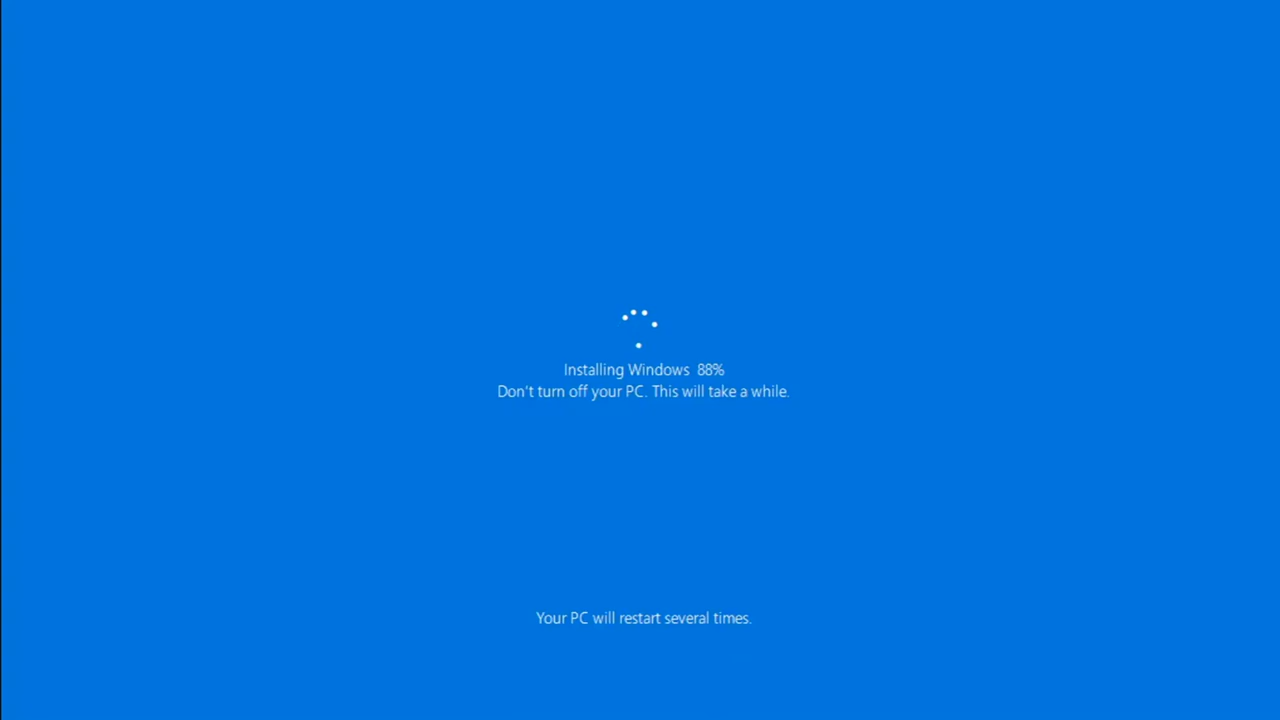 Installing Windows  88%
Don't turn off your PC. This will take a while.
Your PC will restart several times.